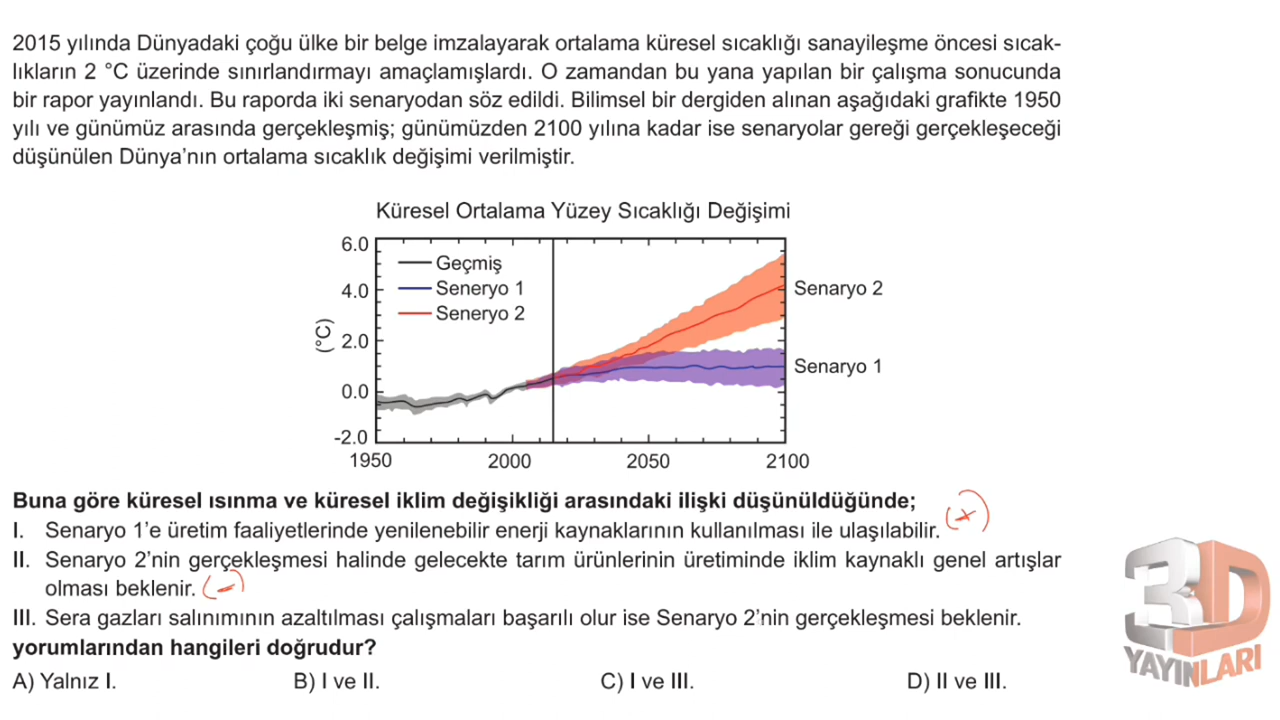 2015 yılında Dünyadaki çoğu ülke bir belge imzalayarak ortalama küresel sıcaklığı sanayileşme öncesi sıcak-
lıkların 2 °C üzerinde sınırlandırmayı amaçlamışlardı. O zamandan bu yana yapılan bir çalışma sonucunda
bir rapor yayınlandı. Bu raporda iki senaryodan söz edildi. Bilimsel bir dergiden alınan aşağıdaki grafikte 1950
yılı ve günümüz arasında gerçekleşmiş; günümüzden 2100 yılına kadar ise senaryolar gereği gerçekleşeceği
düşünülen Dünya’nın ortalama sıcaklık değişimi verilmiştir.
Küresel Ortalama Yüzey Sıcaklığı Değişimi
6.0
Geçmiş
4.0
Seneryo 1
Senaryo 2
Seneryo 2
(°C)
2.0
Senaryo 1
0.0
-2.0
1950 2000 2050 2100
Buna göre küresel ısınma ve küresel iklim değişikliği arasındaki ilişki düşünüldüğünde;
I. Senaryo 1’e üretim faaliyetlerinde yenilenebilir enerji kaynaklarının kullanılması ile ulaşılabilir. (+)
II. Senaryo 2’nin gerçekleşmesi halinde gelecekte tarım ürünlerinin üretiminde iklim kaynaklı genel artışlar
olması beklenir. (-)
III. Sera gazları salınımının azaltılması çalışmaları başarılı olur ise Senaryo 2’nin gerçekleşmesi beklenir.
yorumlarından hangileri doğrudur?
A) Yalnız I. B) I ve II. C) I ve III. D) II ve III.
3D
YAYINLARI